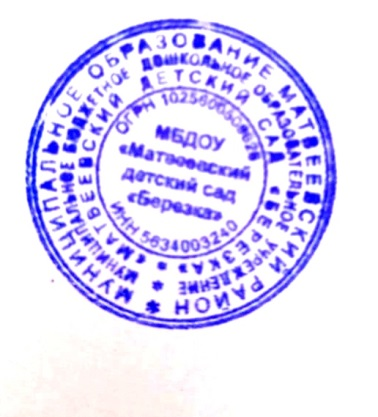 МУНИЦИПАЛЬНОЕ ОБРАЗОВАНИЕ МАТВЕЕВСКИЙ РАЙОН *
МУНИЦИПАЛЬНОЕ БЮДЖЕТНОЕ ДОШКОЛЬНОЕ ОБРАЗОВАТЕЛЬНОЕ УЧРЕЖДЕНИЕ *
«МАТВЕЕВСКИЙ ДЕТСКИЙ САД «БЕРЕЗКА»
ОГРН
МБДОУ
«Матвеевский
детский сад
«Березка»
ИНН 5634003240